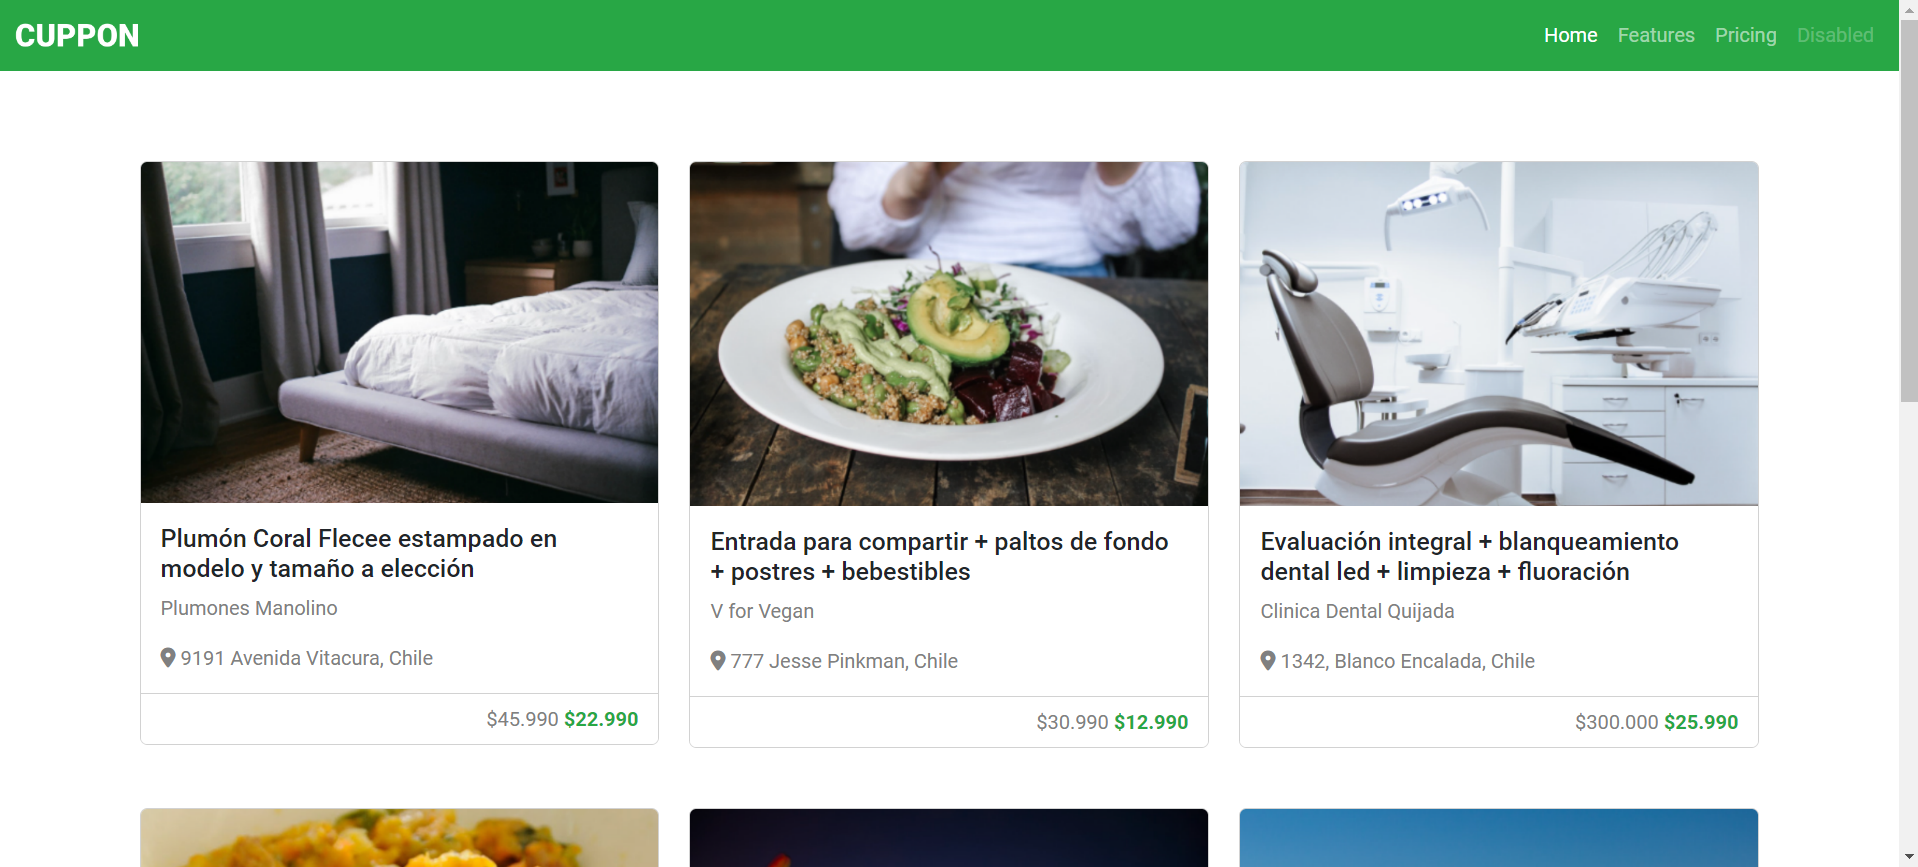 CUPPON
Home Features Pricing Disabled
Plumón Coral Flecee estampado en
modelo y tamaño a elección
Plumones Manolino
9191 Avenida Vitacura, Chile
$45.990 $22.990
Entrada para compartir + paltos de fondo
+ postres + bebestibles
V for Vegan
777 Jesse Pinkman, Chile
$30.990 $12.990
Evaluación integral + blanqueamiento
dental led + limpieza + fluoración
Clinica Dental Quijada
1342, Blanco Encalada, Chile
$300.000 $25.990